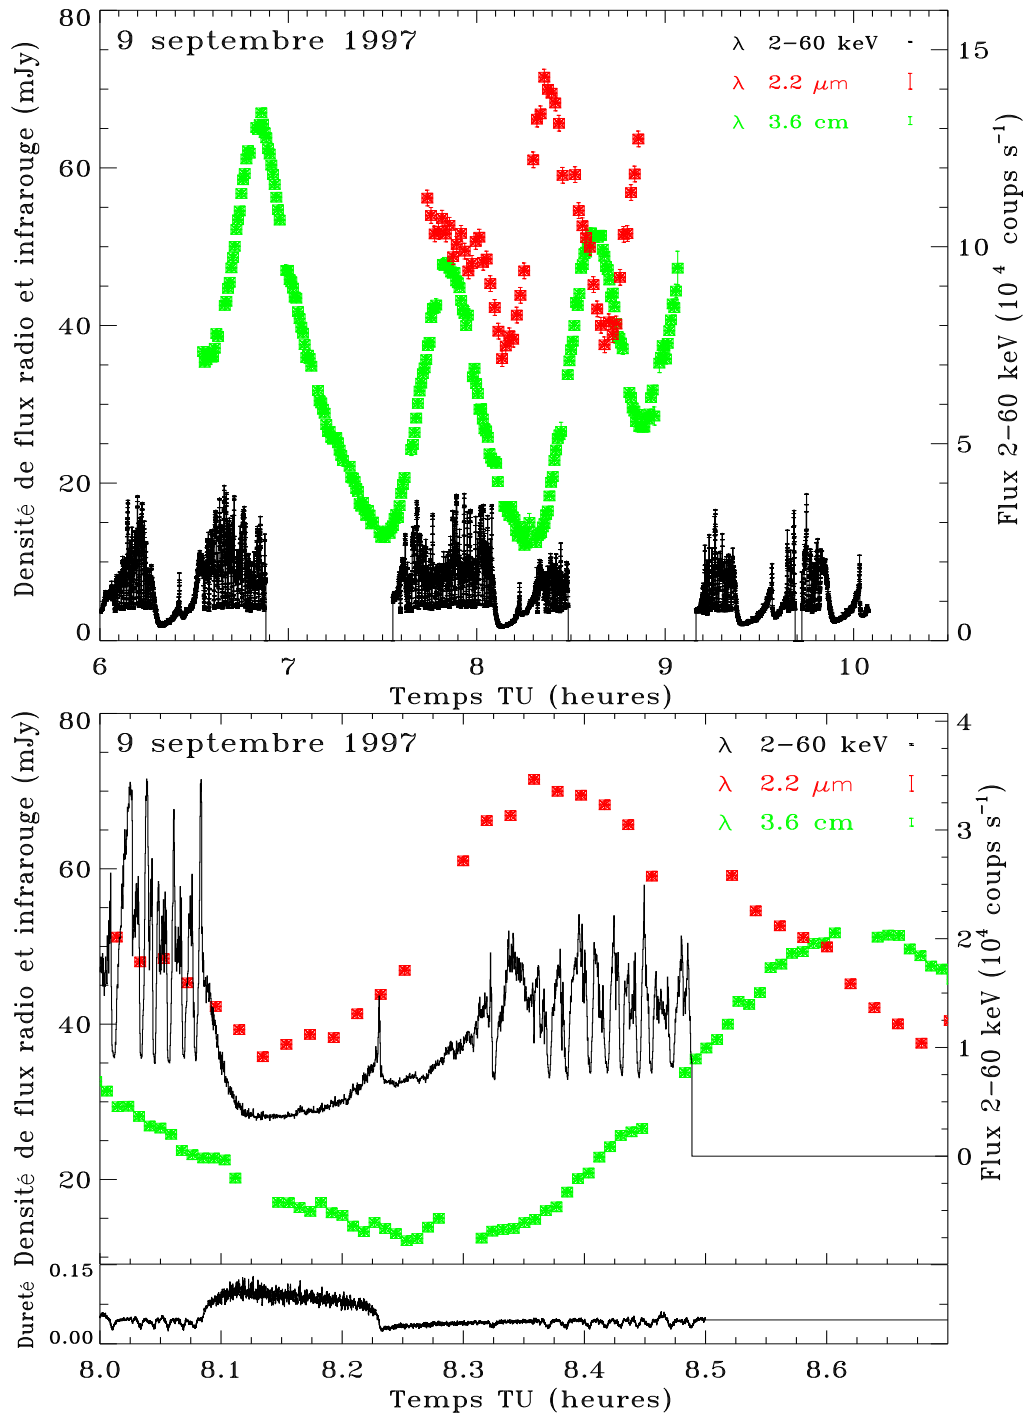 9 septembre 1997
λ 2−60 keV
λ 2.2 μm
λ 3.6 cm
Densité de flux radio et infrarouge (mJy)
80
60
40
20
0
Flux 2−60 keV (10⁴ coups s⁻¹)
15
10
5
0
6 7 8 9 10
Temps TU (heures)
9 septembre 1997
λ 2−60 keV
λ 2.2 μm
λ 3.6 cm
Densité de flux radio et infrarouge (mJy)
80
60
40
20
Flux 2−60 keV (10⁴ coups s⁻¹)
4
3
2
1
0
Dureté
0.15
0.00
8.0 8.1 8.2 8.3 8.4 8.5 8.6
Temps TU (heures)